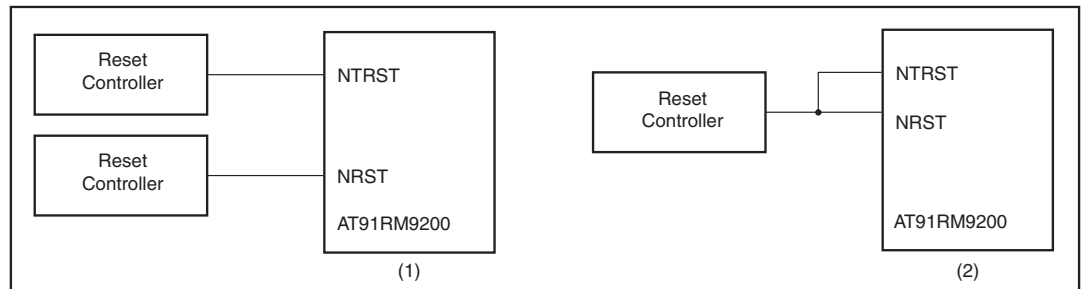 Reset
Controller
NTRST
Reset
Controller
NRST
AT91RM9200
(1)
Reset
Controller
NTRST
NRST
AT91RM9200
(2)